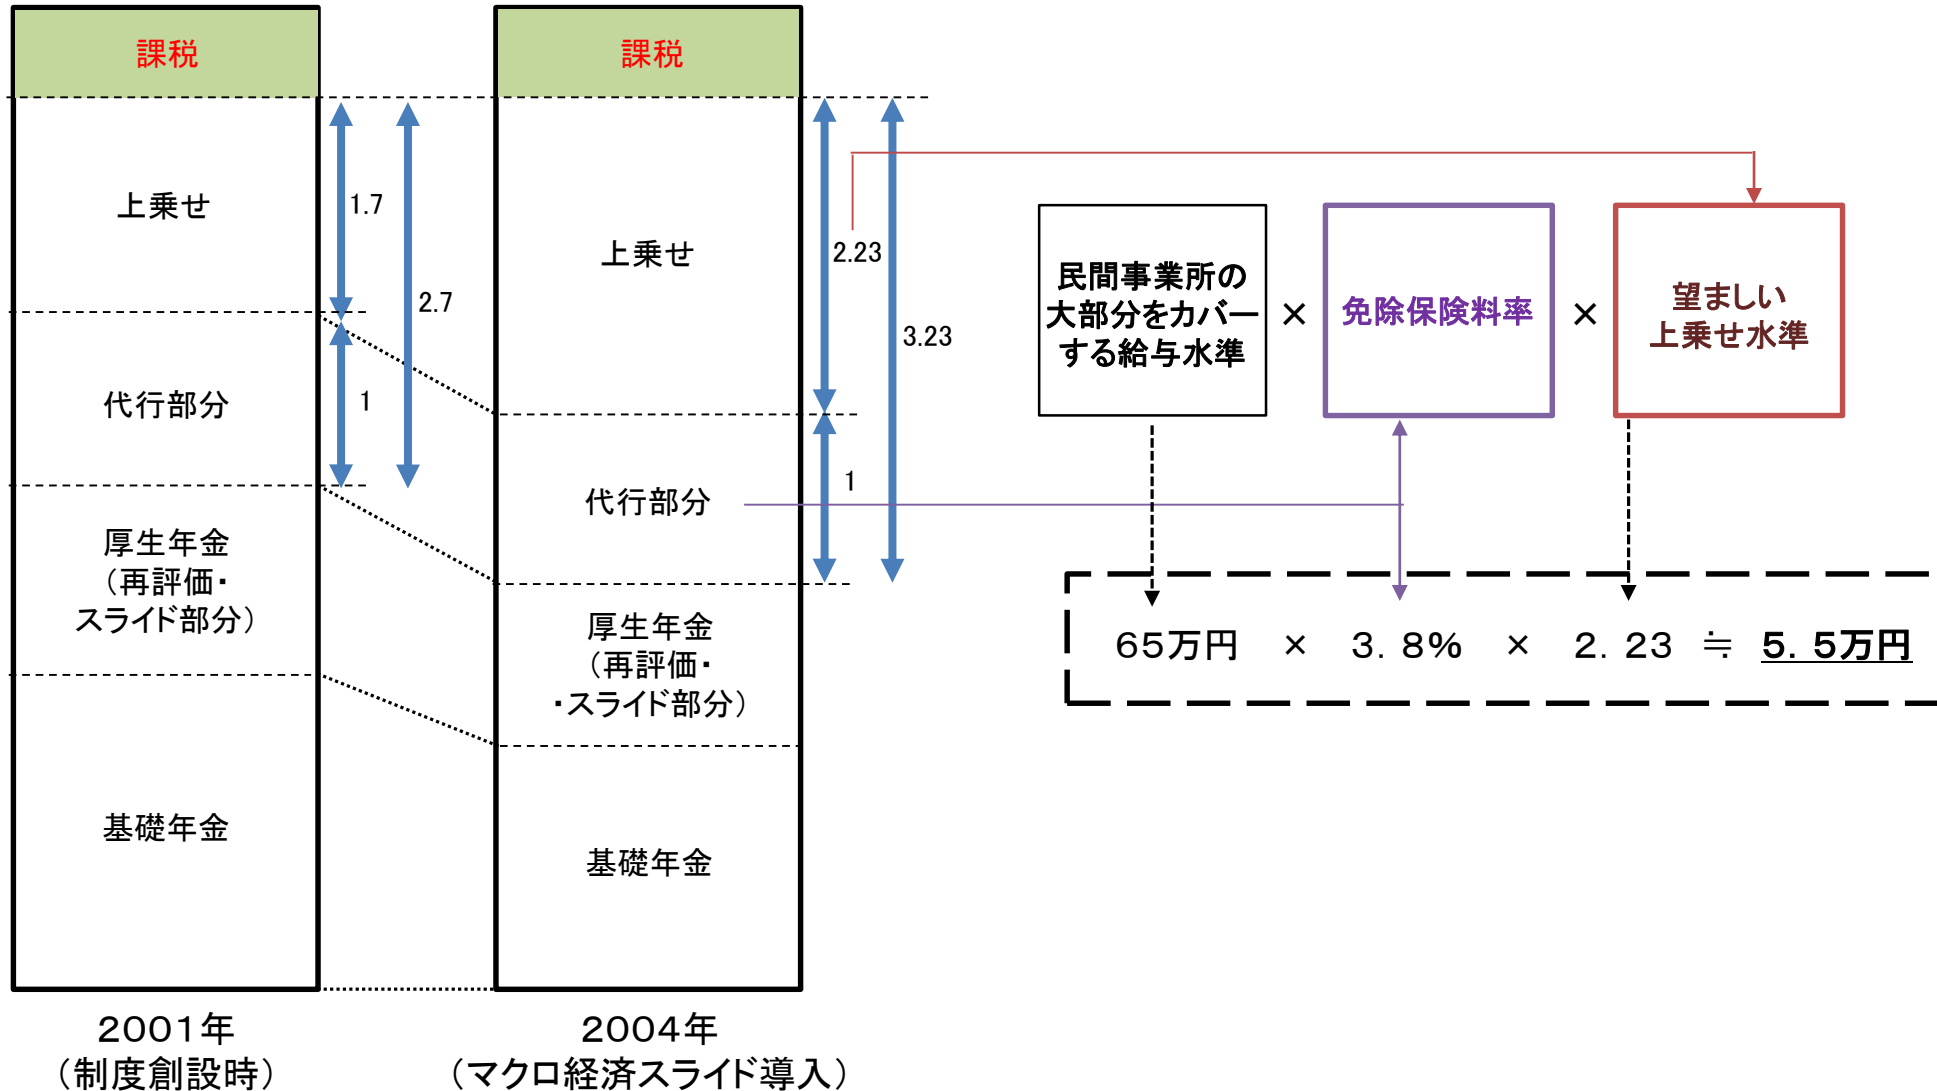 課税
上乗せ
代行部分
厚生年金
(再評価・
スライド部分)
基礎年金
2001年
(制度創設時)
1.7
1
2.7
課税
上乗せ
代行部分
厚生年金
(再評価・
・スライド部分)
基礎年金
2004年
(マクロ経済スライド導入)
2.23
1
3.23
民間事業所の
大部分をカバー
する給与水準
×
免除保険料率
×
望ましい
上乗せ水準
65万円 × 3.8% × 2.23 ≒ 5.5万円